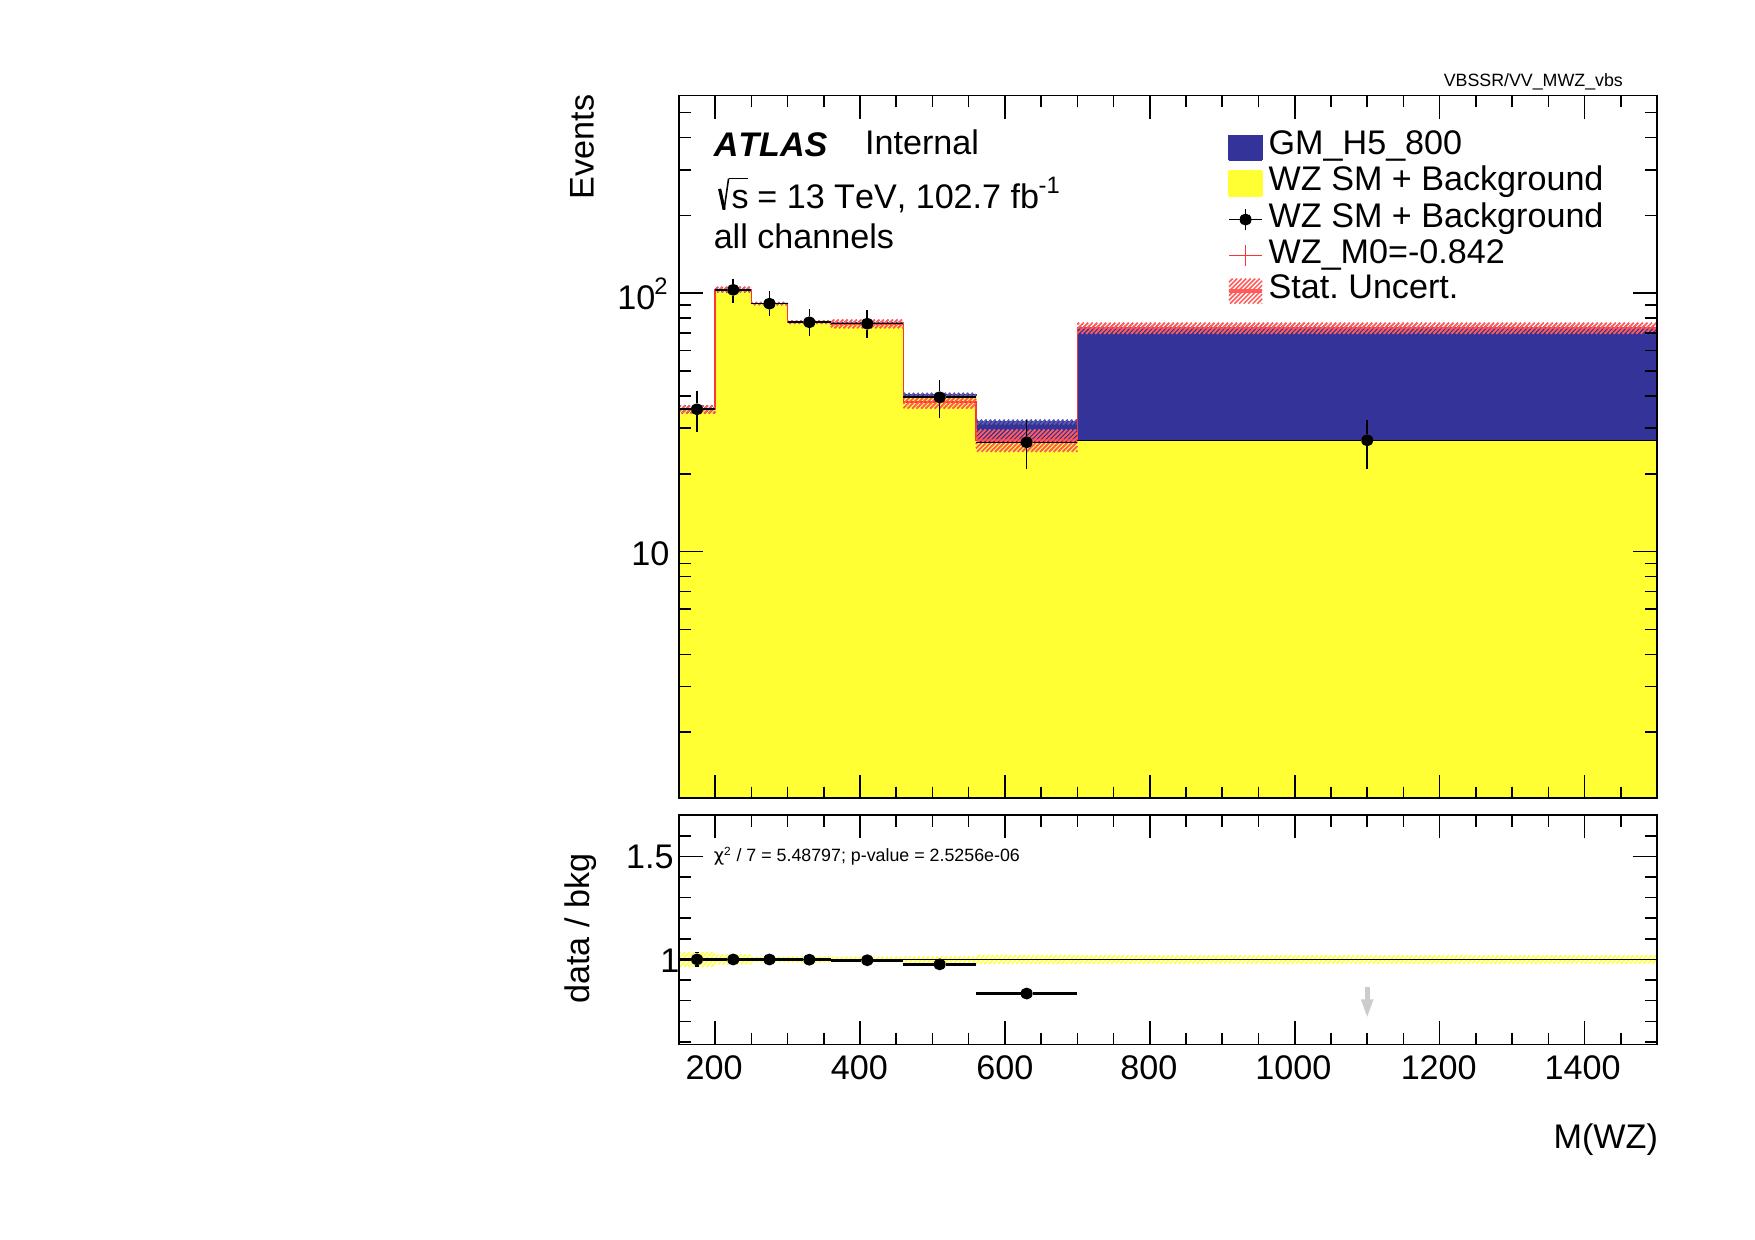 VBSSR/VV_MWZ_vbs
Events
ATLAS Internal
√s = 13 TeV, 102.7 fb-1
all channels
GM_H5_800
WZ SM + Background
WZ SM + Background
WZ_M0=-0.842
Stat. Uncert.
10²
10
data / bkg
1.5
χ² / 7 = 5.48797; p-value = 2.5256e-06
1
200 400 600 800 1000 1200 1400
M(WZ)